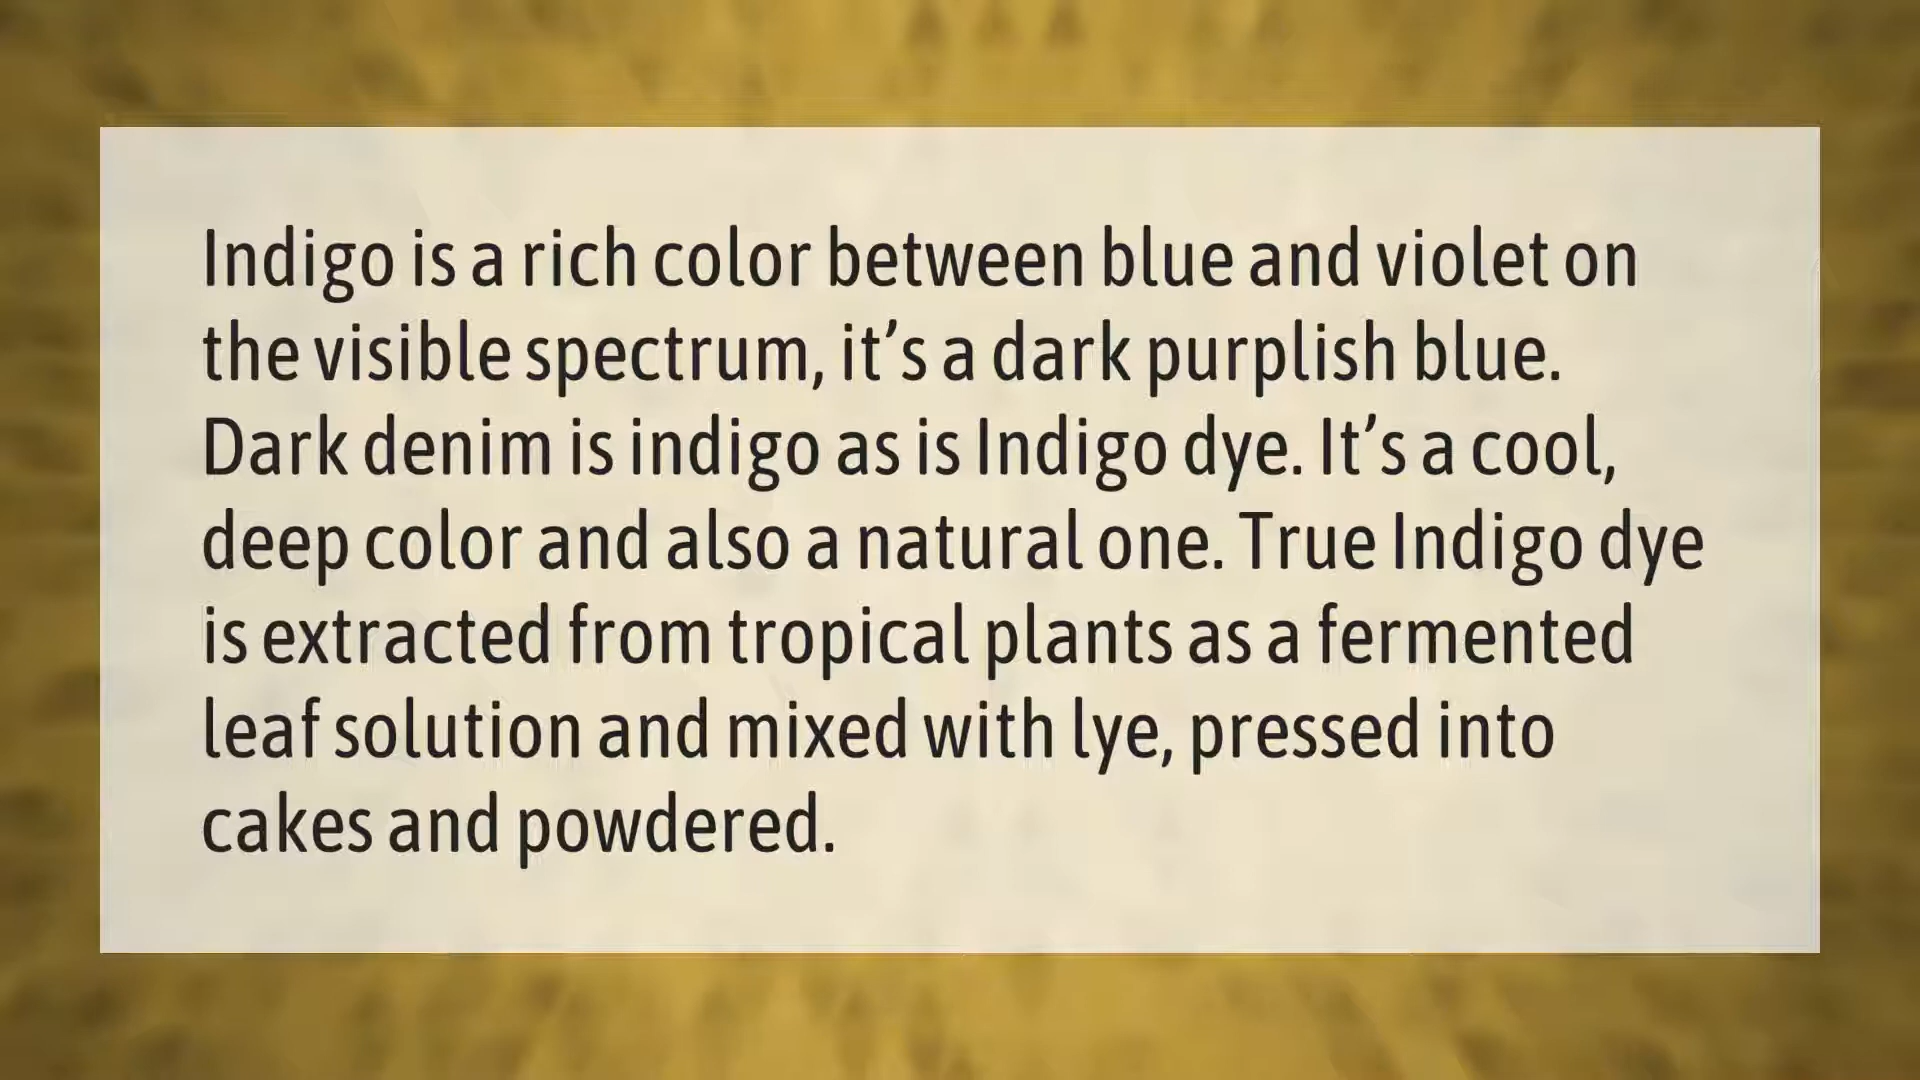 Indigo is a rich color between blue and violet on
the visible spectrum, it’s a dark purplish blue.
Dark denim is indigo as is Indigo dye. It’s a cool,
deep color and also a natural one. True Indigo dye
is extracted from tropical plants as a fermented
leaf solution and mixed with lye, pressed into
cakes and powdered.